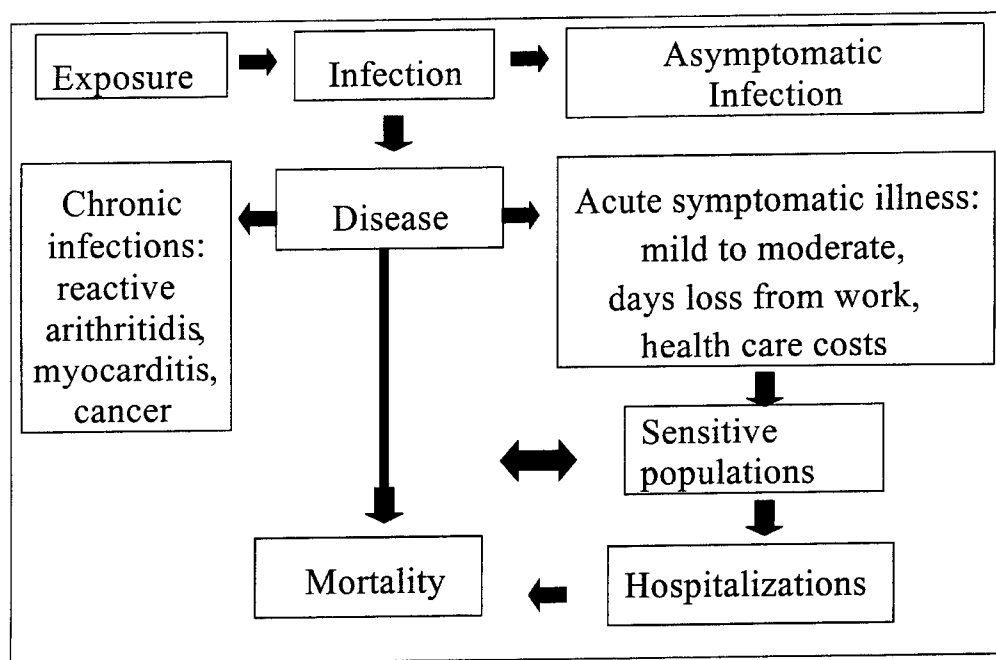 Exposure
Infection
Asymptomatic
Infection
Chronic
infections:
reactive
arithritidis,
myocarditis,
cancer
Disease
Acute symptomatic illness:
mild to moderate,
days loss from work,
health care costs
Sensitive
populations
Mortality
Hospitalizations